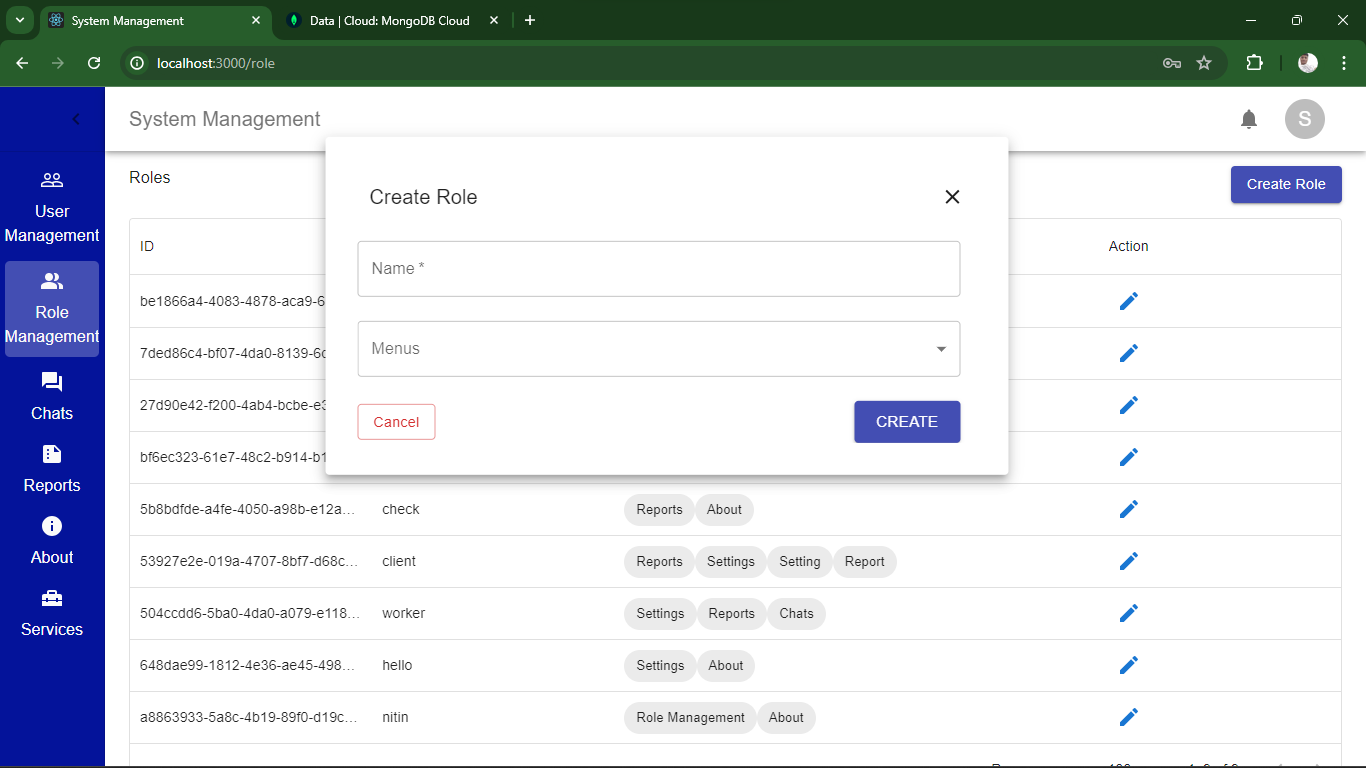 System Management
Data | Cloud: MongoDB Cloud
localhost:3000/role
System Management
S
User
Management
Role
Management
Chats
Reports
About
Services
Roles
Create Role
ID
Action
be1866a4-4083-4878-aca9-6
7ded86c4-bf07-4da0-8139-6
27d90e42-f200-4ab4-bcbe-e3
bf6ec323-61e7-48c2-b914-b1
Create Role
Name *
Menus
Cancel
CREATE
5b8bdfde-a4fe-4050-a98b-e12a... check Reports About
53927e2e-019a-4707-8bf7-d68c... client Reports Settings Setting Report
504ccdd6-5ba0-4da0-a079-e118... worker Settings Reports Chats
648dae99-1812-4e36-ae45-498... hello Settings About
a8863933-5a8c-4b19-89f0-d19c... nitin Role Management About